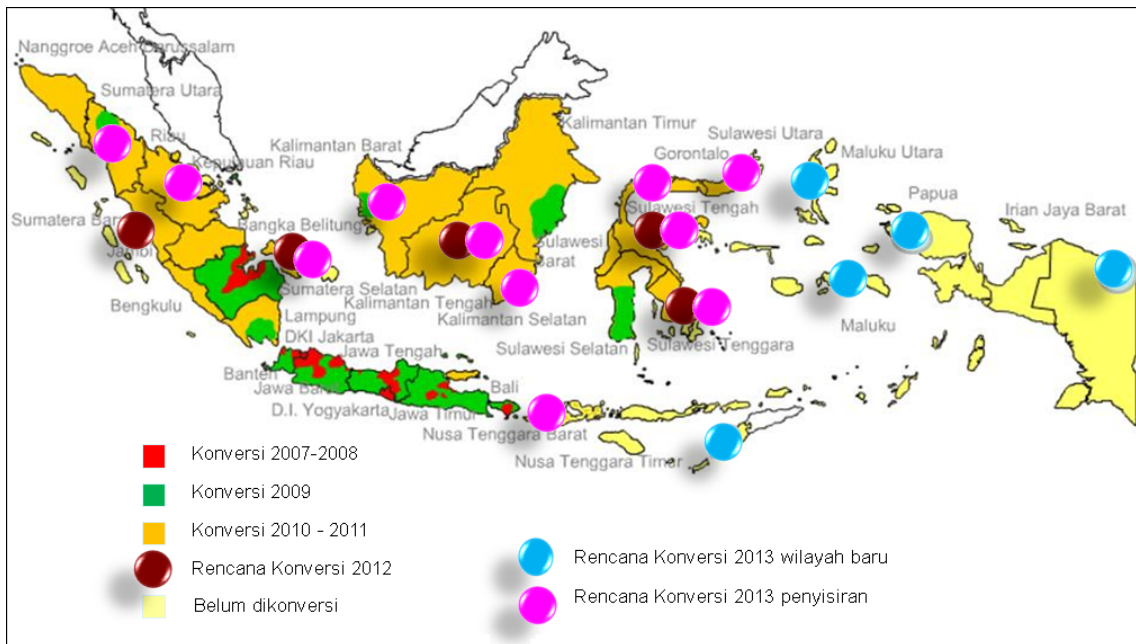 Nanggroe Aceh Darussalam
Sumatera Utara
Riau
Kepulauan Riau
Kalimantan Barat
Kalimantan Timur
Sulawesi Utara
Gorontalo
Maluku Utara
Papua
Irian Jaya Barat
Sumatera Barat
Jambi
Bangka Belitung
Sulawesi Tengah
Sulawesi
Barat
Bengkulu
Sumatera Selatan
Kalimantan Tengah
Kalimantan Selatan
Lampung
DKI Jakarta
Jawa Tengah
Sulawesi Selatan
Sulawesi Tenggara
Maluku
Banten
Jawa Barat
Bali
D.I. Yogyakarta
Jawa Timur
Nusa Tenggara Barat
Nusa Tenggara Timur
Konversi 2007-2008
Konversi 2009
Konversi 2010 - 2011
Rencana Konversi 2012
Belum dikonversi
Rencana Konversi 2013 wilayah baru
Rencana Konversi 2013 penyisiran